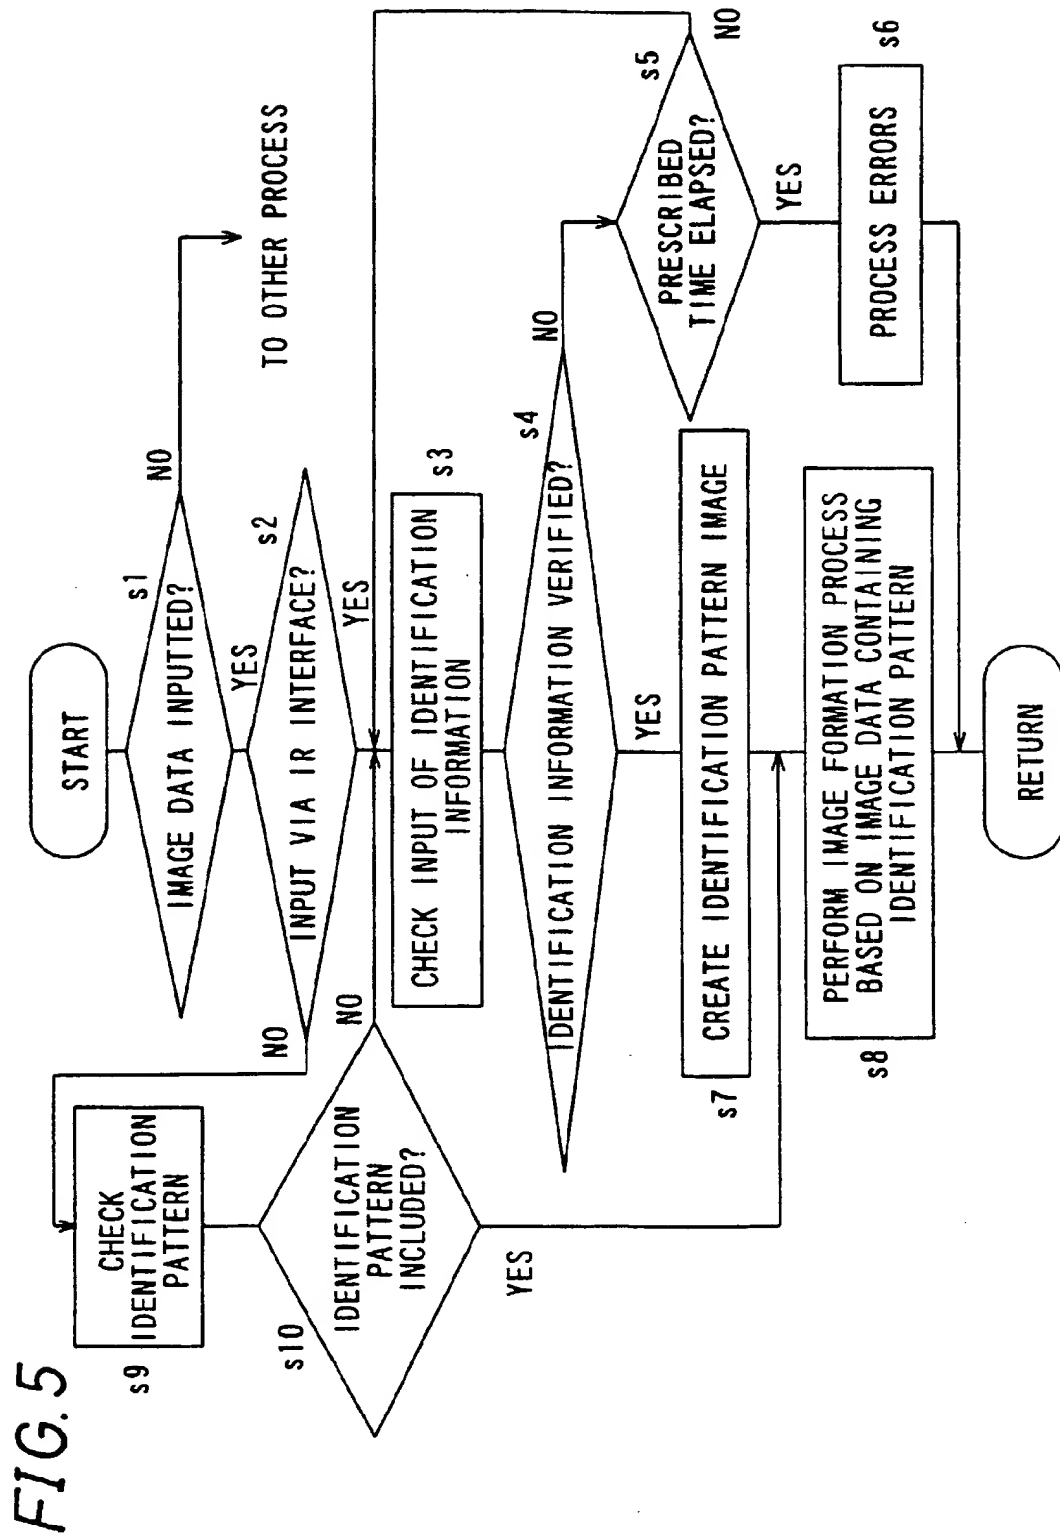 FIG. 5
START
s1
IMAGE DATA INPUTTED?
NO
TO OTHER PROCESS
YES
s2
INPUT VIA IR INTERFACE?
NO
YES
s9
CHECK
IDENTIFICATION
PATTERN
s10
IDENTIFICATION
PATTERN
INCLUDED?
NO
YES
s3
CHECK INPUT OF IDENTIFICATION
INFORMATION
s4
IDENTIFICATION INFORMATION VERIFIED?
NO
YES
s5
PRESCRIBED
TIME ELAPSED?
NO
YES
s6
PROCESS ERRORS
s7
CREATE IDENTIFICATION PATTERN IMAGE
s8
PERFORM IMAGE FORMATION PROCESS
BASED ON IMAGE DATA CONTAINING
IDENTIFICATION PATTERN
RETURN